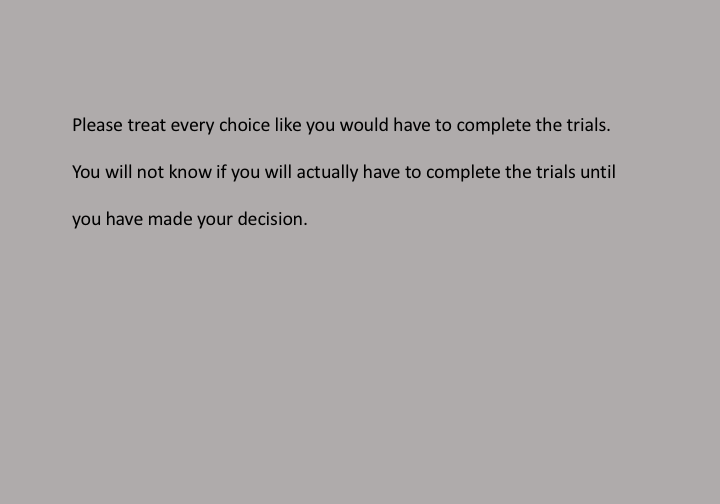 Please treat every choice like you would have to complete the trials.
You will not know if you will actually have to complete the trials until
you have made your decision.